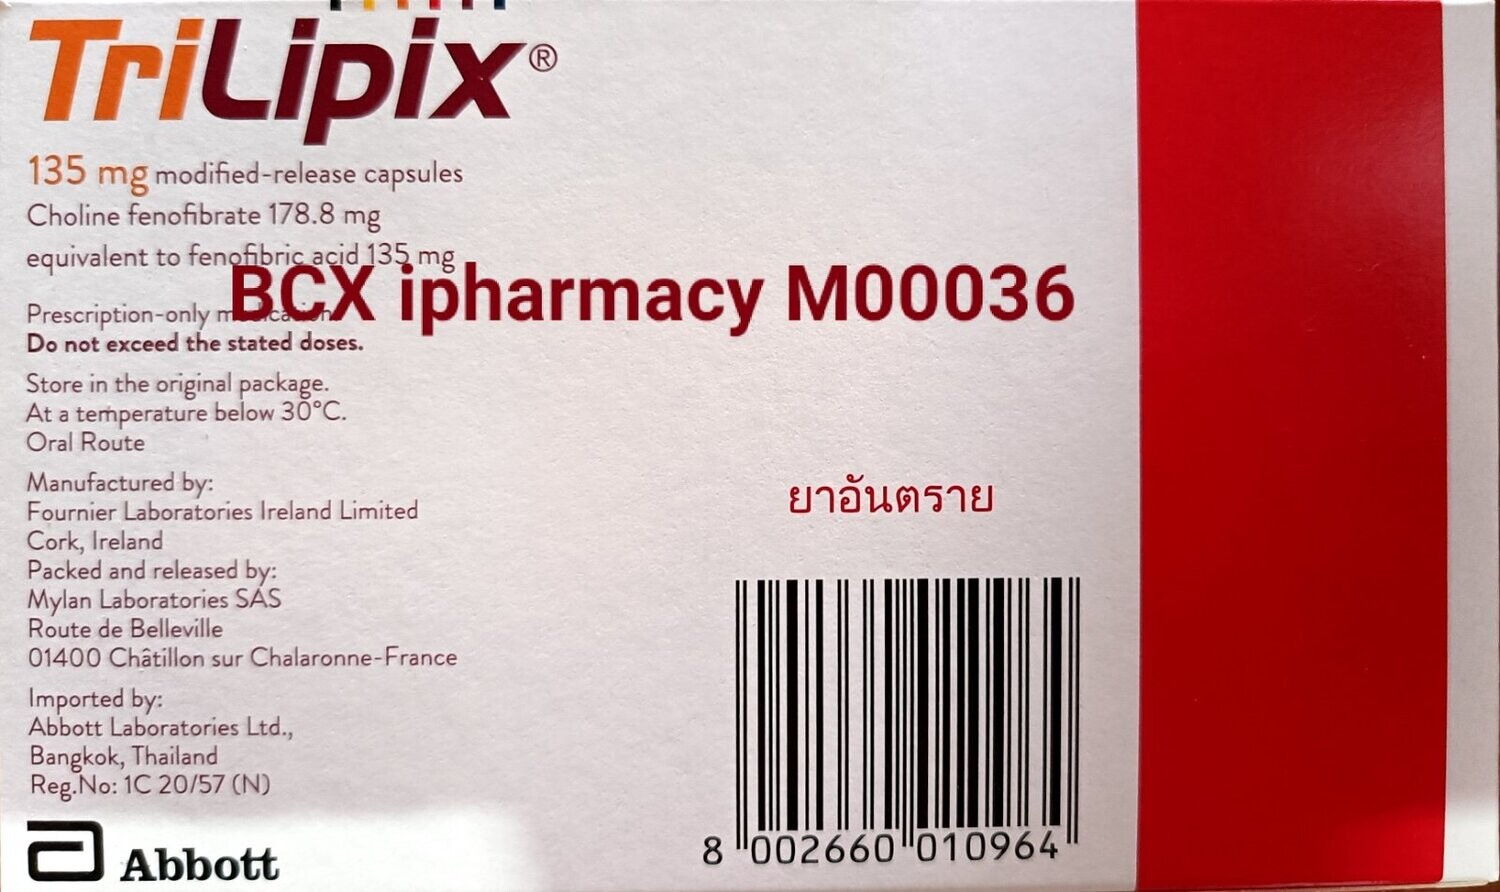 TriLipix®
135 mg modified-release capsules
Choline fenofibrate 178.8 mg
equivalent to fenofibric acid 135 mg
BCX ipharmacy M00036
Prescription-only medication
Do not exceed the stated doses.
Store in the original package.
At a temperature below 30°C.
Oral Route
ยาอันตราย
Manufactured by:
Fournier Laboratories Ireland Limited
Cork, Ireland
Packed and released by:
Mylan Laboratories SAS
Route de Belleville
01400 Châtillon sur Chalaronne-France
Imported by:
Abbott Laboratories Ltd.,
Bangkok, Thailand
Reg.No: 1C 20/57 (N)
8 002660 010964
Abbott